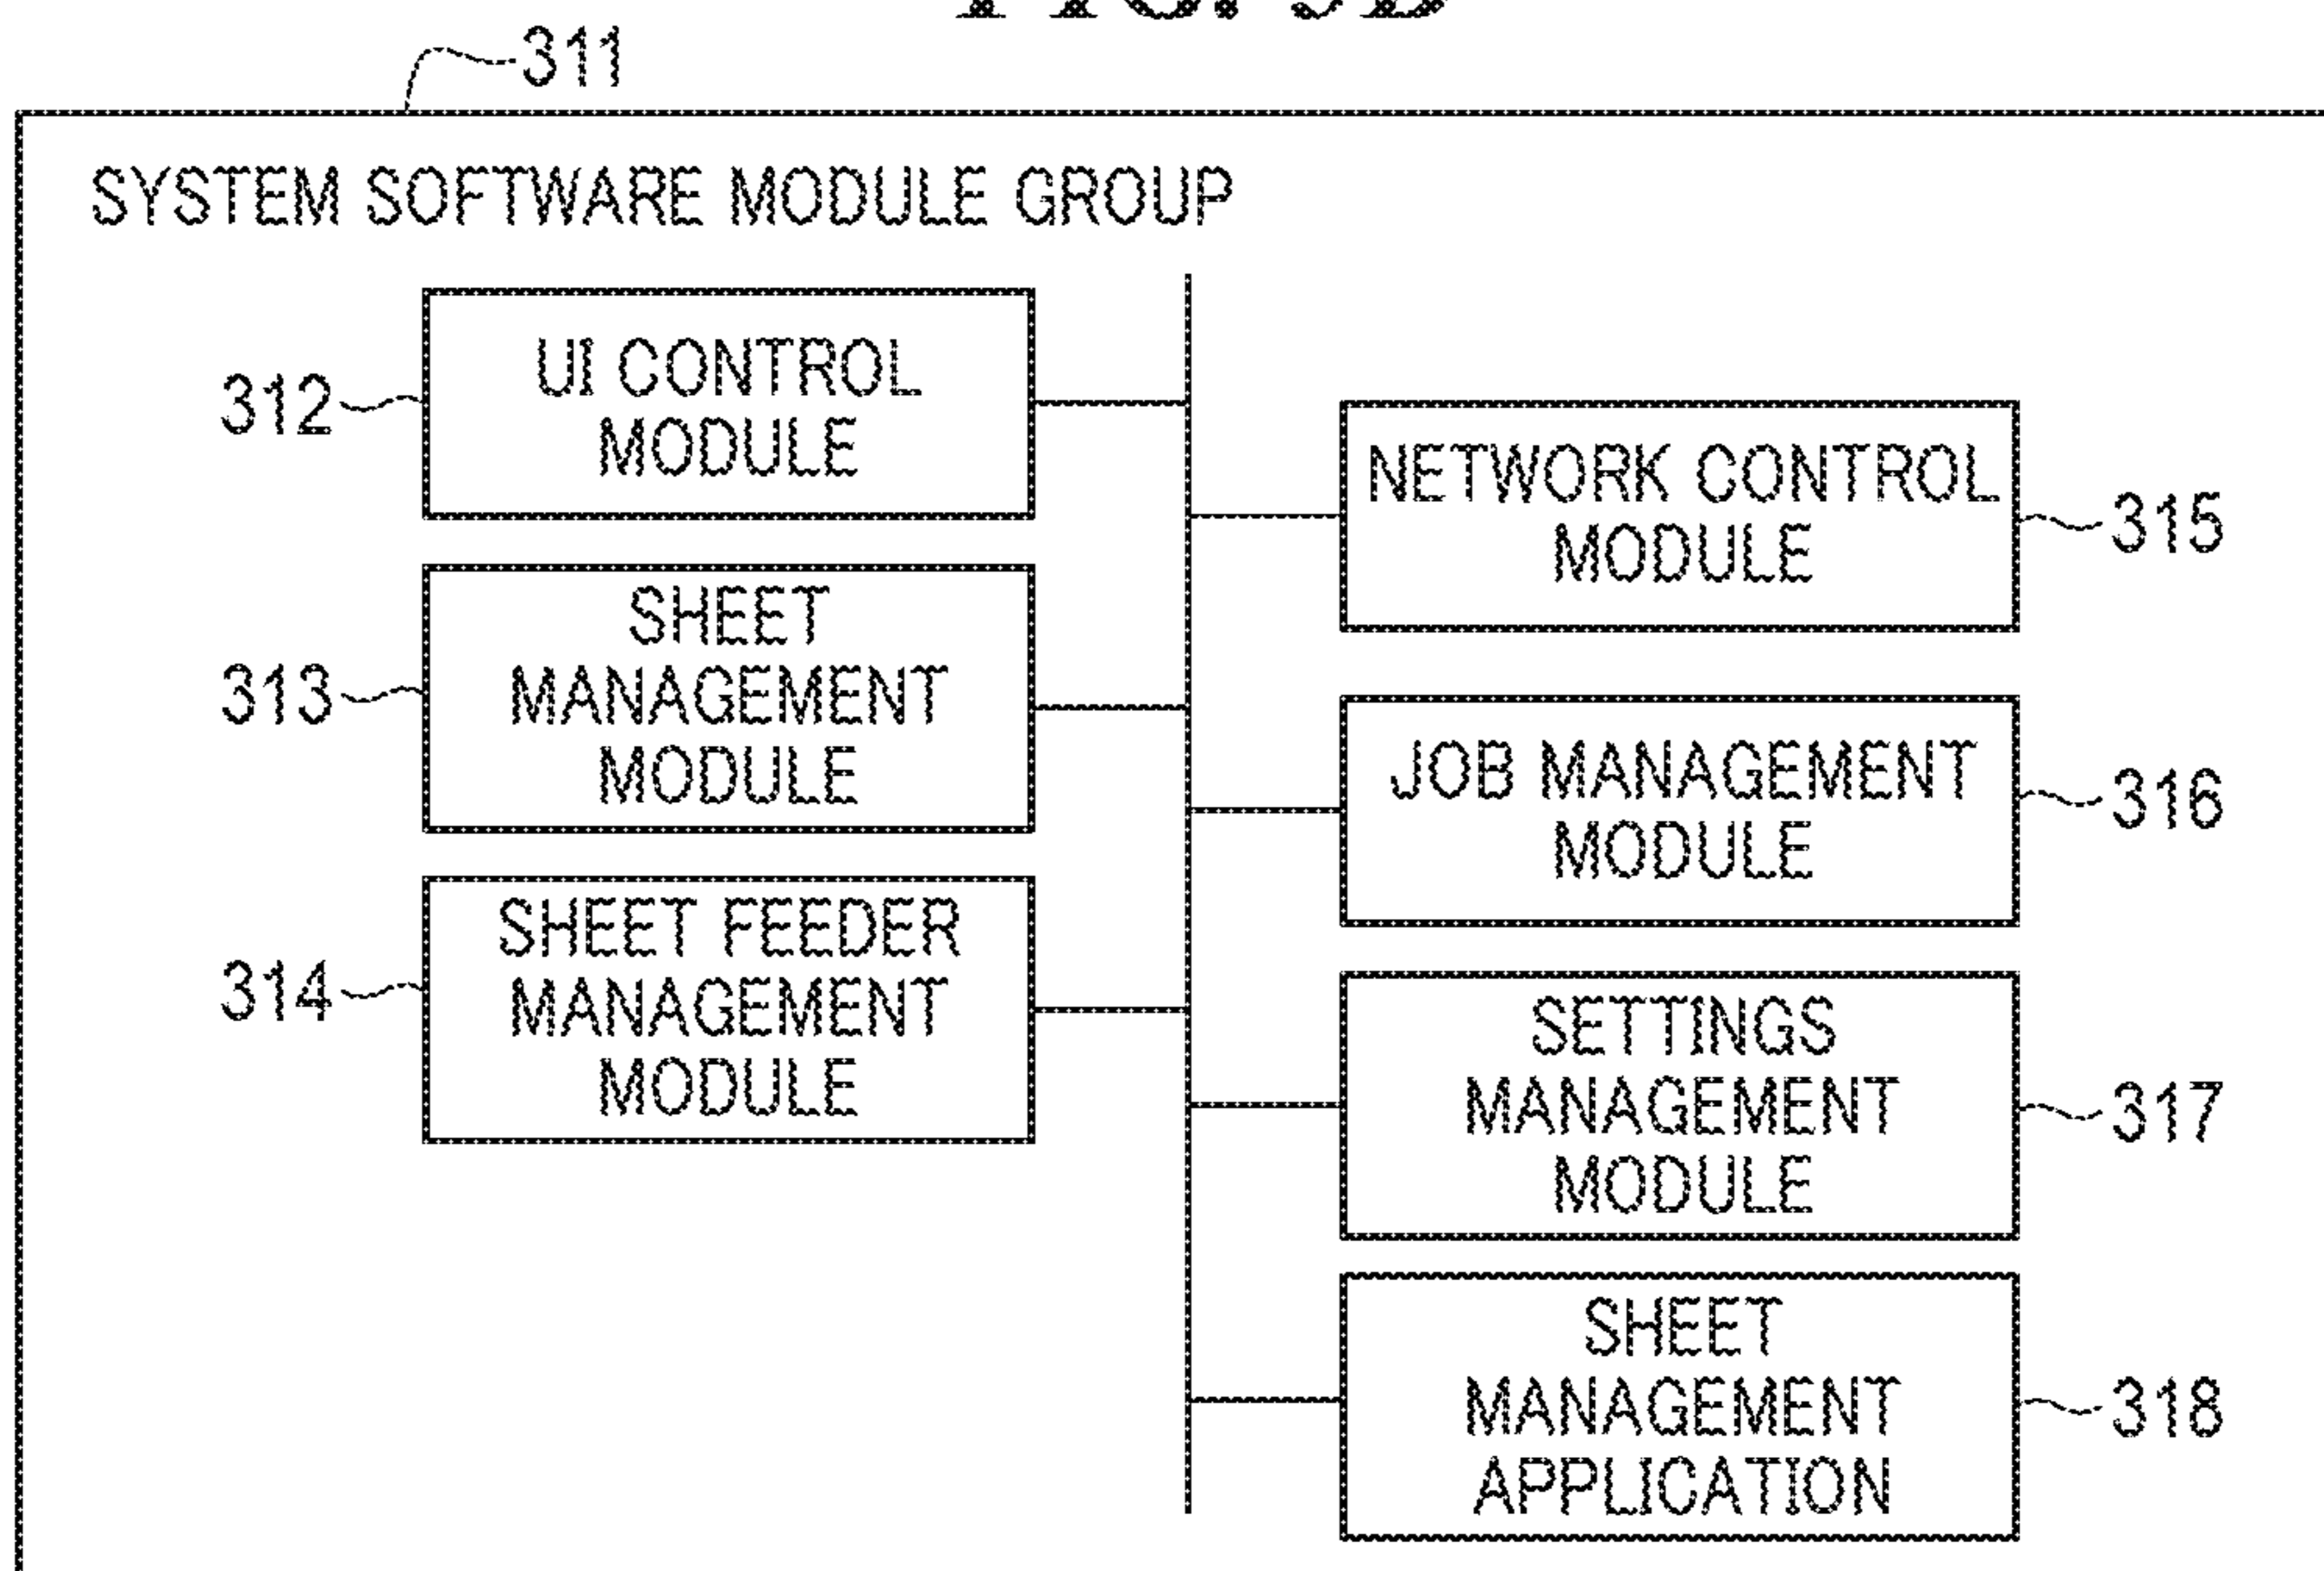 311
SYSTEM SOFTWARE MODULE GROUP
312
UI CONTROL
MODULE
313
SHEET
MANAGEMENT
MODULE
314
SHEET FEEDER
MANAGEMENT
MODULE
NETWORK CONTROL
MODULE
315
JOB MANAGEMENT
MODULE
316
SETTINGS
MANAGEMENT
MODULE
317
SHEET
MANAGEMENT
APPLICATION
318